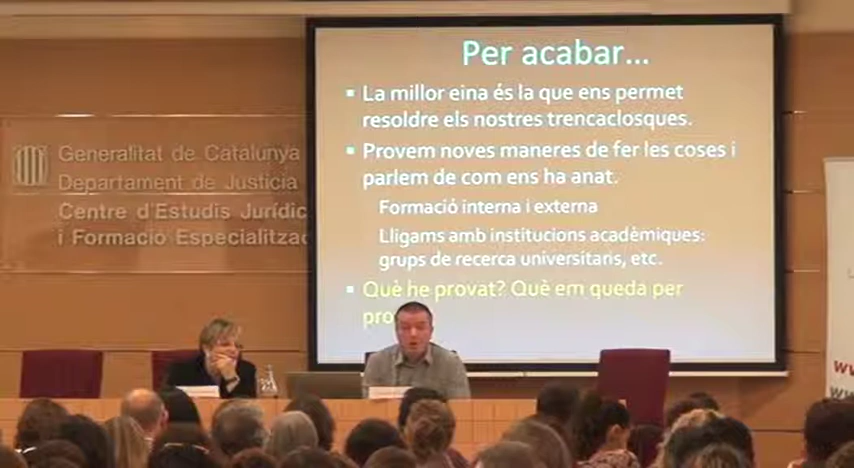 Per acabar...
La millor eina és la que ens permet
resoldre els nostres trencaclosques.
Provem noves maneres de fer les coses i
parlem de com ens ha anat.
Formació interna i externa
Lligams amb institucions acadèmiques:
grups de recerca universitaris, etc.
Què he provat? Què em queda per
Generalitat de Catalunya
Departament de Justícia
Centre d'Estudis Jurídic
i Formació Especialitzac